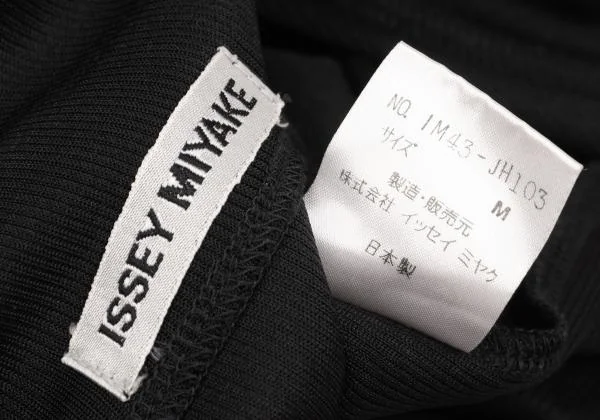 ISSEY MIYAKE
NO. IM43-JH103
サイズ
M
製造・販売元
株式会社 イッセイ ミヤケ
日本製